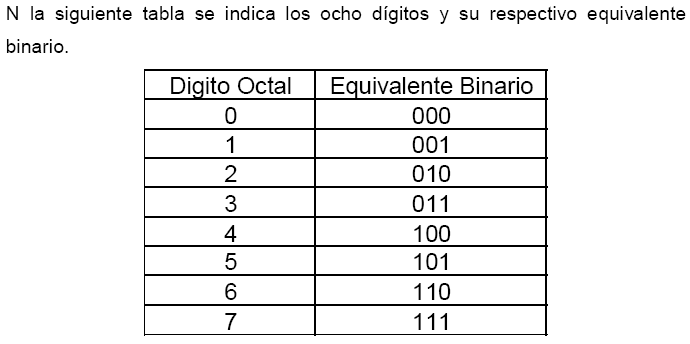 N la siguiente tabla se indica los ocho dígitos y su respectivo equivalente
binario.
Digito Octal Equivalente Binario
0 000
1 001
2 010
3 011
4 100
5 101
6 110
7 111